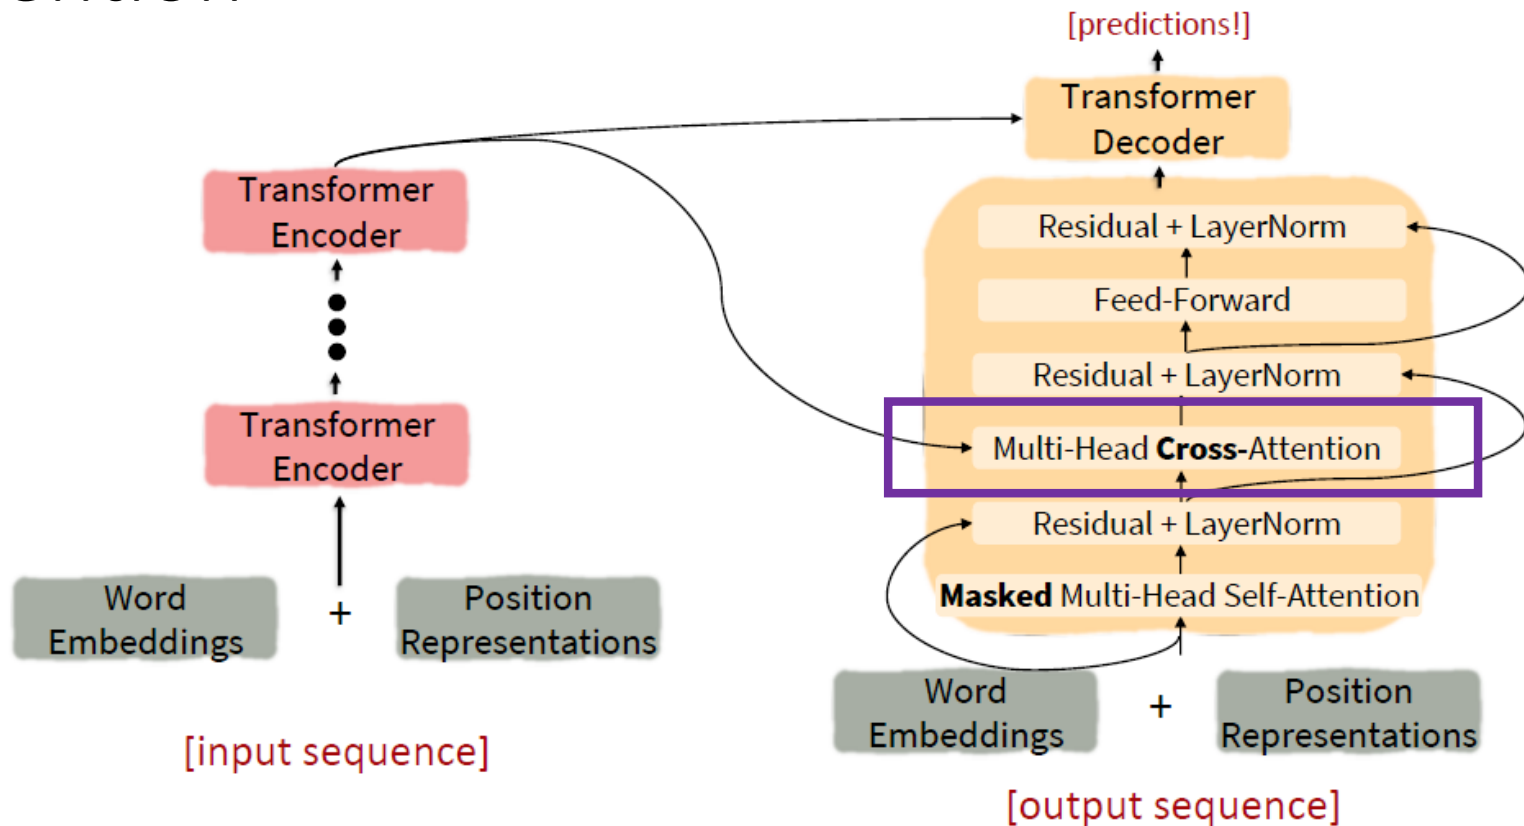 [predictions!]
Transformer
Decoder
Transformer
Encoder
Transformer
Encoder
Word
Embeddings
+
Position
Representations
[input sequence]
Residual + LayerNorm
Feed-Forward
Residual + LayerNorm
Multi-Head Cross-Attention
Residual + LayerNorm
Masked Multi-Head Self-Attention
Word
Embeddings
+
Position
Representations
[output sequence]